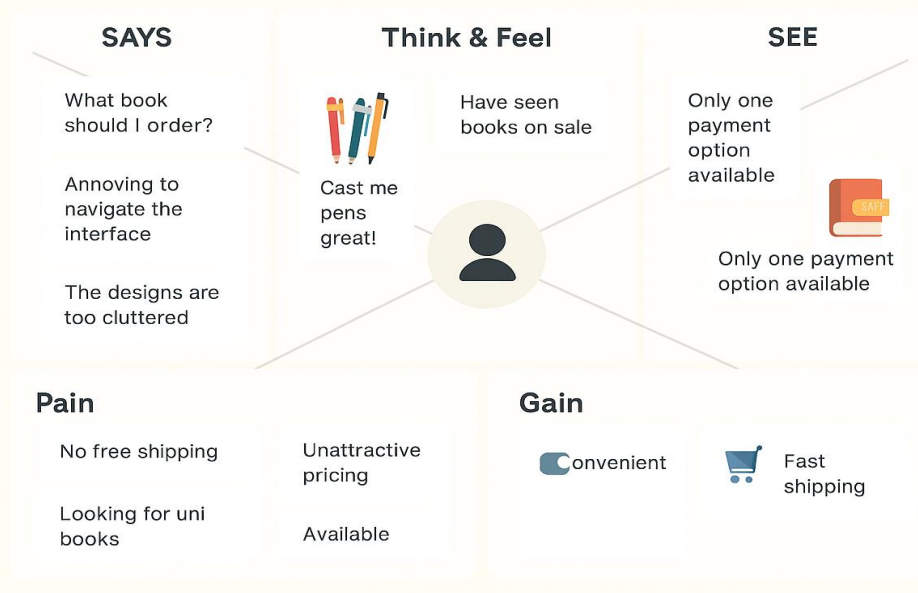 SAYS
What book
should I order?
Annoving to
navigate the
interface
The designs are
too cluttered
Think & Feel
Cast me
pens
great!
Have seen
books on sale
SEE
Only one
payment
option
available
SAFF
Only one payment
option available
Pain
No free shipping
Looking for uni
books
Unattractive
pricing
Available
Gain
Convenient
Fast
shipping